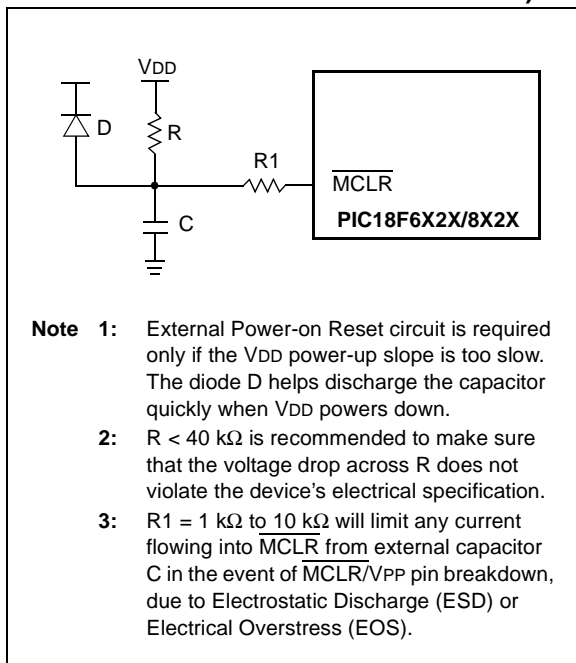 VDD
D
R
R1
MCLR
C
PIC18F6X2X/8X2X
Note 1: External Power-on Reset circuit is required
only if the VDD power-up slope is too slow.
The diode D helps discharge the capacitor
quickly when VDD powers down.
2: R < 40 kΩ is recommended to make sure
that the voltage drop across R does not
violate the device's electrical specification.
3: R1 = 1 kΩ to 10 kΩ will limit any current
flowing into MCLR from external capacitor
C in the event of MCLR/VPP pin breakdown,
due to Electrostatic Discharge (ESD) or
Electrical Overstress (EOS).